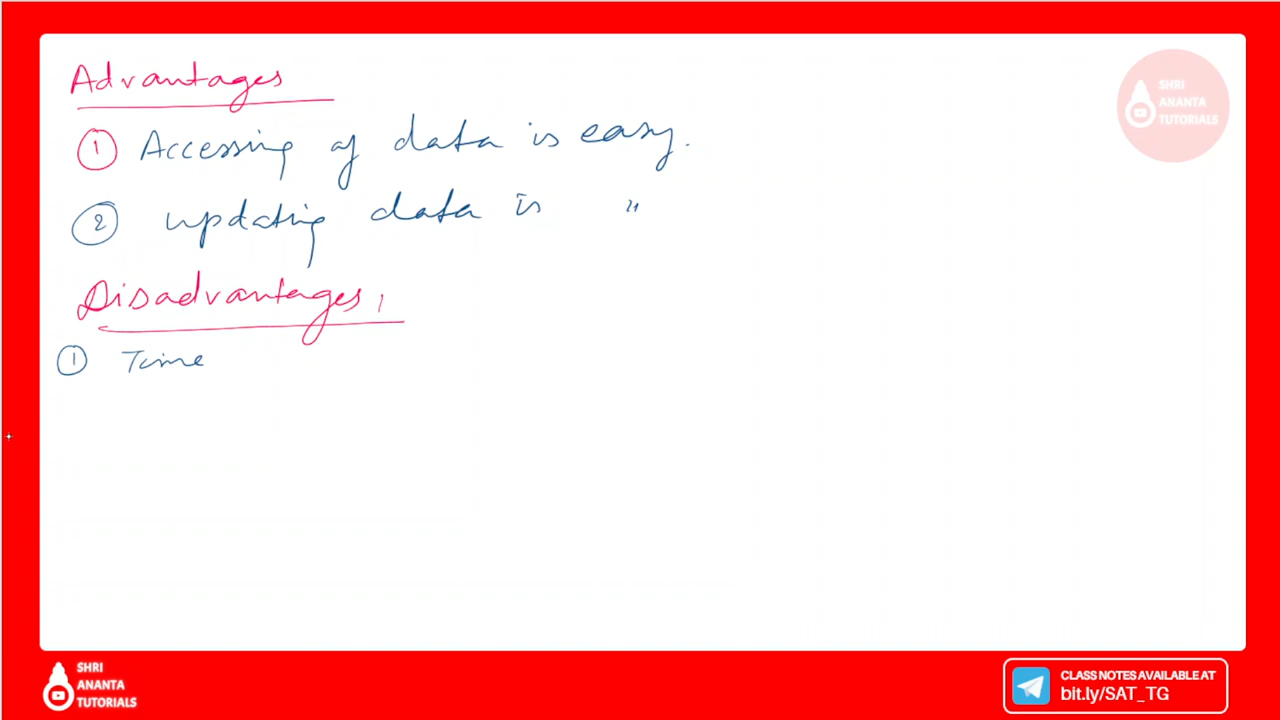 Advantages
① Accessing of data is easy.
② updating data is "
Disadvantages,
① Time
SHRI
ANANTA
TUTORIALS
SHRI
ANANTA
TUTORIALS
CLASS NOTES AVAILABLE AT
bit.ly/SAT_TG